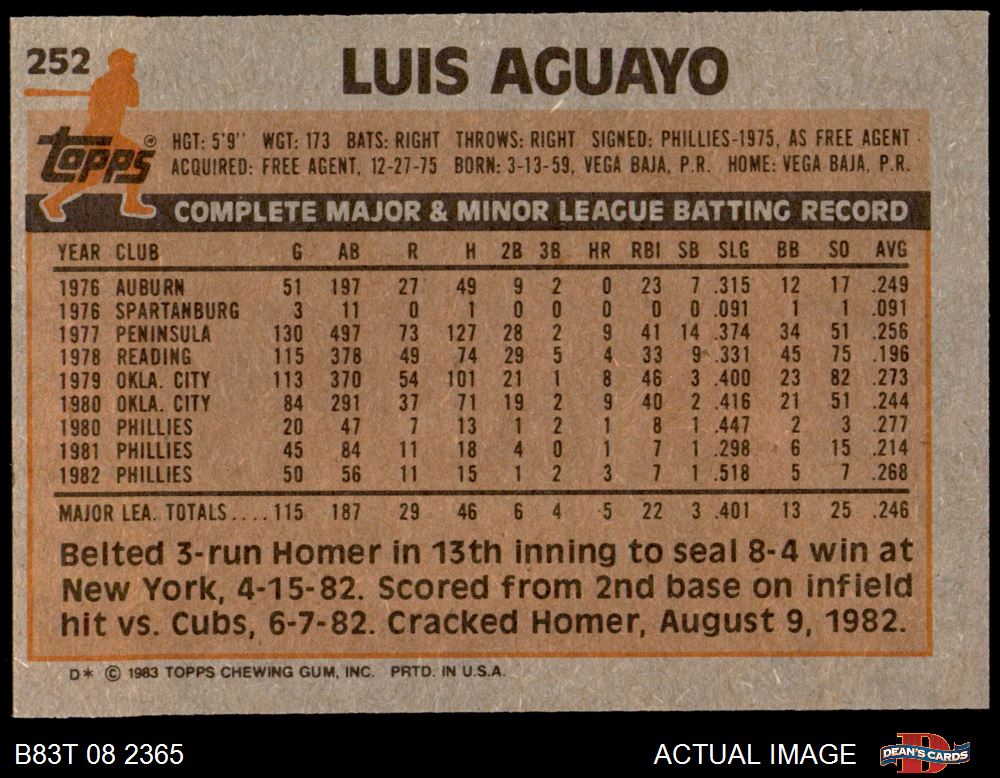 252 LUIS AGUAYO
topps®
HGT: 5'9'' WGT: 173 BATS: RIGHT THROWS: RIGHT SIGNED: PHILLIES-1975, AS FREE AGENT
ACQUIRED: FREE AGENT, 12-27-75 BORN: 3-13-59, VEGA BAJA, P.R. HOME: VEGA BAJA, P.R.
COMPLETE MAJOR & MINOR LEAGUE BATTING RECORD
YEAR CLUB G AB R H 2B 3B HR RBI SB SLG BB SO AVG
1976 AUBURN 51 197 27 49 9 2 0 23 7 .315 12 17 .249
1976 SPARTANBURG 3 11 0 1 0 0 0 0 0 .091 1 1 .091
1977 PENINSULA 130 497 73 127 28 2 9 41 14 .374 34 51 .256
1978 READING 115 378 49 74 29 5 4 33 9 .331 45 75 .196
1979 OKLA. CITY 113 370 54 101 21 1 8 46 3 .400 23 82 .273
1980 OKLA. CITY 84 291 37 71 19 2 9 40 2 .416 21 51 .244
1980 PHILLIES 20 47 7 13 1 2 1 8 1 .447 2 3 .277
1981 PHILLIES 45 84 11 18 4 0 1 7 1 .298 6 15 .214
1982 PHILLIES 50 56 11 15 1 2 3 7 1 .518 5 7 .268
MAJOR LEA. TOTALS.... 115 187 29 46 6 4 5 22 3 .401 13 25 .246
Belted 3-run Homer in 13th inning to seal 8-4 win at
New York, 4-15-82. Scored from 2nd base on infield
hit vs. Cubs, 6-7-82. Cracked Homer, August 9, 1982.
D* © 1983 TOPPS CHEWING GUM, INC. PRTD. IN U.S.A.
B83T 08 2365 ACTUAL IMAGE DEAN'S CARDS